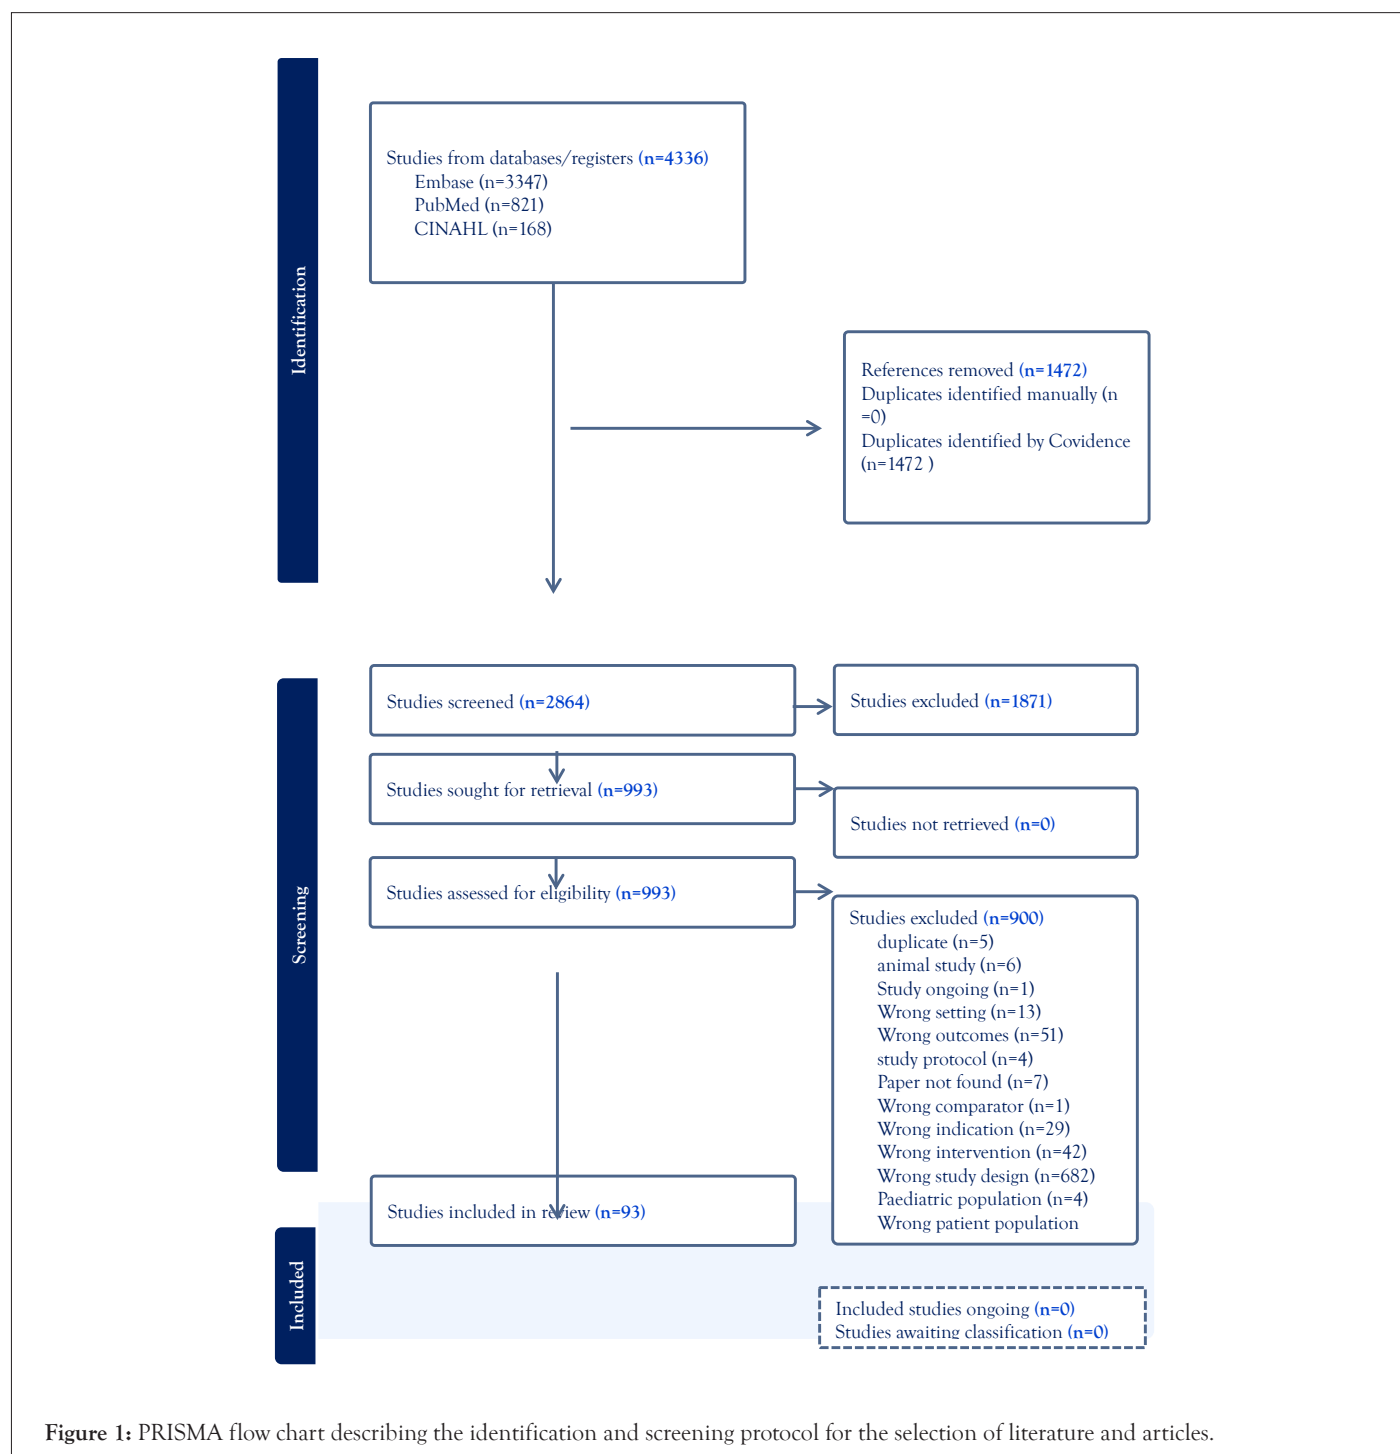 Identification
Studies from databases/registers (n=4336)
Embase (n=3347)
PubMed (n=821)
CINAHL (n=168)
References removed (n=1472)
Duplicates identified manually (n
=0)
Duplicates identified by Covidence
(n=1472 )
Screening
Studies screened (n=2864)
Studies excluded (n=1871)
Studies sought for retrieval (n=993)
Studies not retrieved (n=0)
Studies assessed for eligibility (n=993)
Studies excluded (n=900)
duplicate (n=5)
animal study (n=6)
Study ongoing (n=1)
Wrong setting (n=13)
Wrong outcomes (n=51)
study protocol (n=4)
Paper not found (n=7)
Wrong comparator (n=1)
Wrong indication (n=29)
Wrong intervention (n=42)
Wrong study design (n=682)
Paediatric population (n=4)
Wrong patient population
Included
Studies included in review (n=93)
Included studies ongoing (n=0)
Studies awaiting classification (n=0)
Figure 1: PRISMA flow chart describing the identification and screening protocol for the selection of literature and articles.